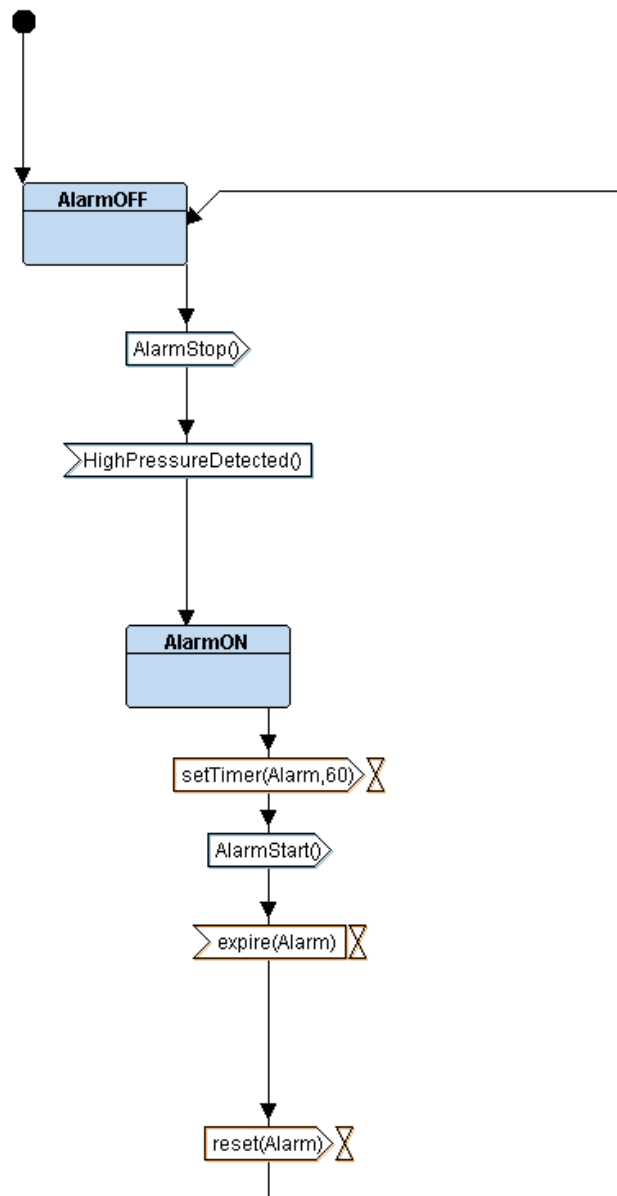 AlarmOFF
AlarmStop()
HighPressureDetected()
AlarmON
setTimer(Alarm,60)
AlarmStart()
expire(Alarm)
reset(Alarm)